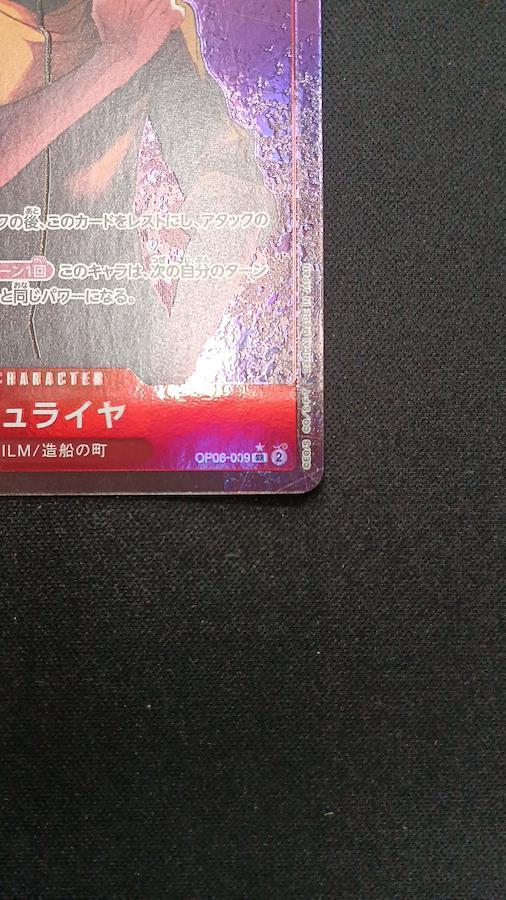 クの後、このカードをレストにし、アタックの
ーン1回 このキャラは、次の自分のターン
と同じパワーになる。
CHARACTER
ュライヤ
ILM/造船の町
OP06-009 SR 2